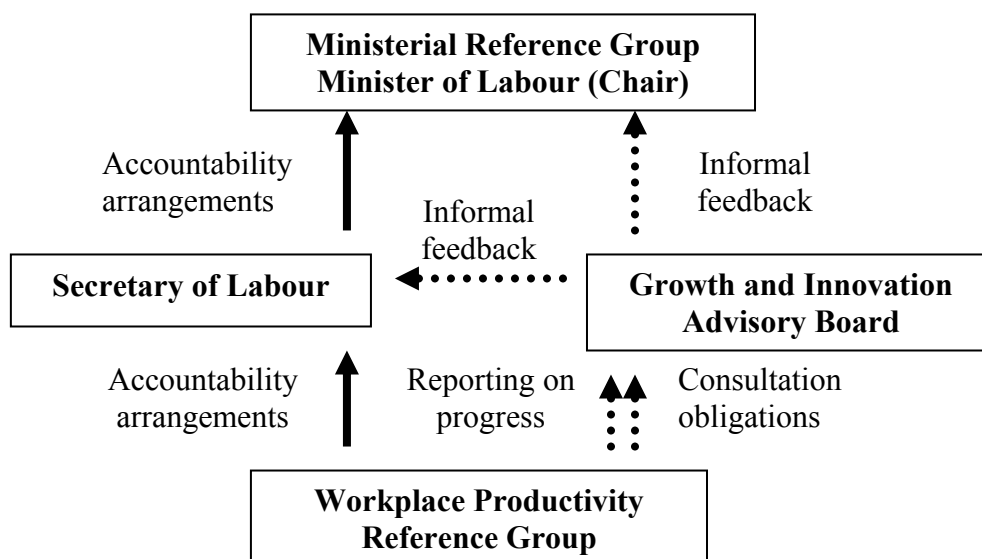 Ministerial Reference Group
Minister of Labour (Chair)
Accountability
arrangements
Informal
feedback
Informal
feedback
Secretary of Labour
Growth and Innovation
Advisory Board
Accountability
arrangements
Reporting on
progress
Consultation
obligations
Workplace Productivity
Reference Group